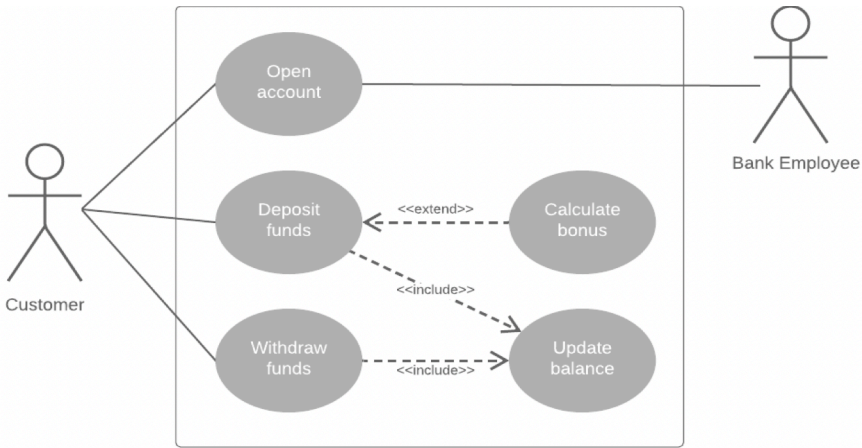 Open
account
Bank Employee
Deposit
funds
<<extend>>
Calculate
bonus
<<include>>
Customer
Withdraw
funds
<<include>>
Update
balance